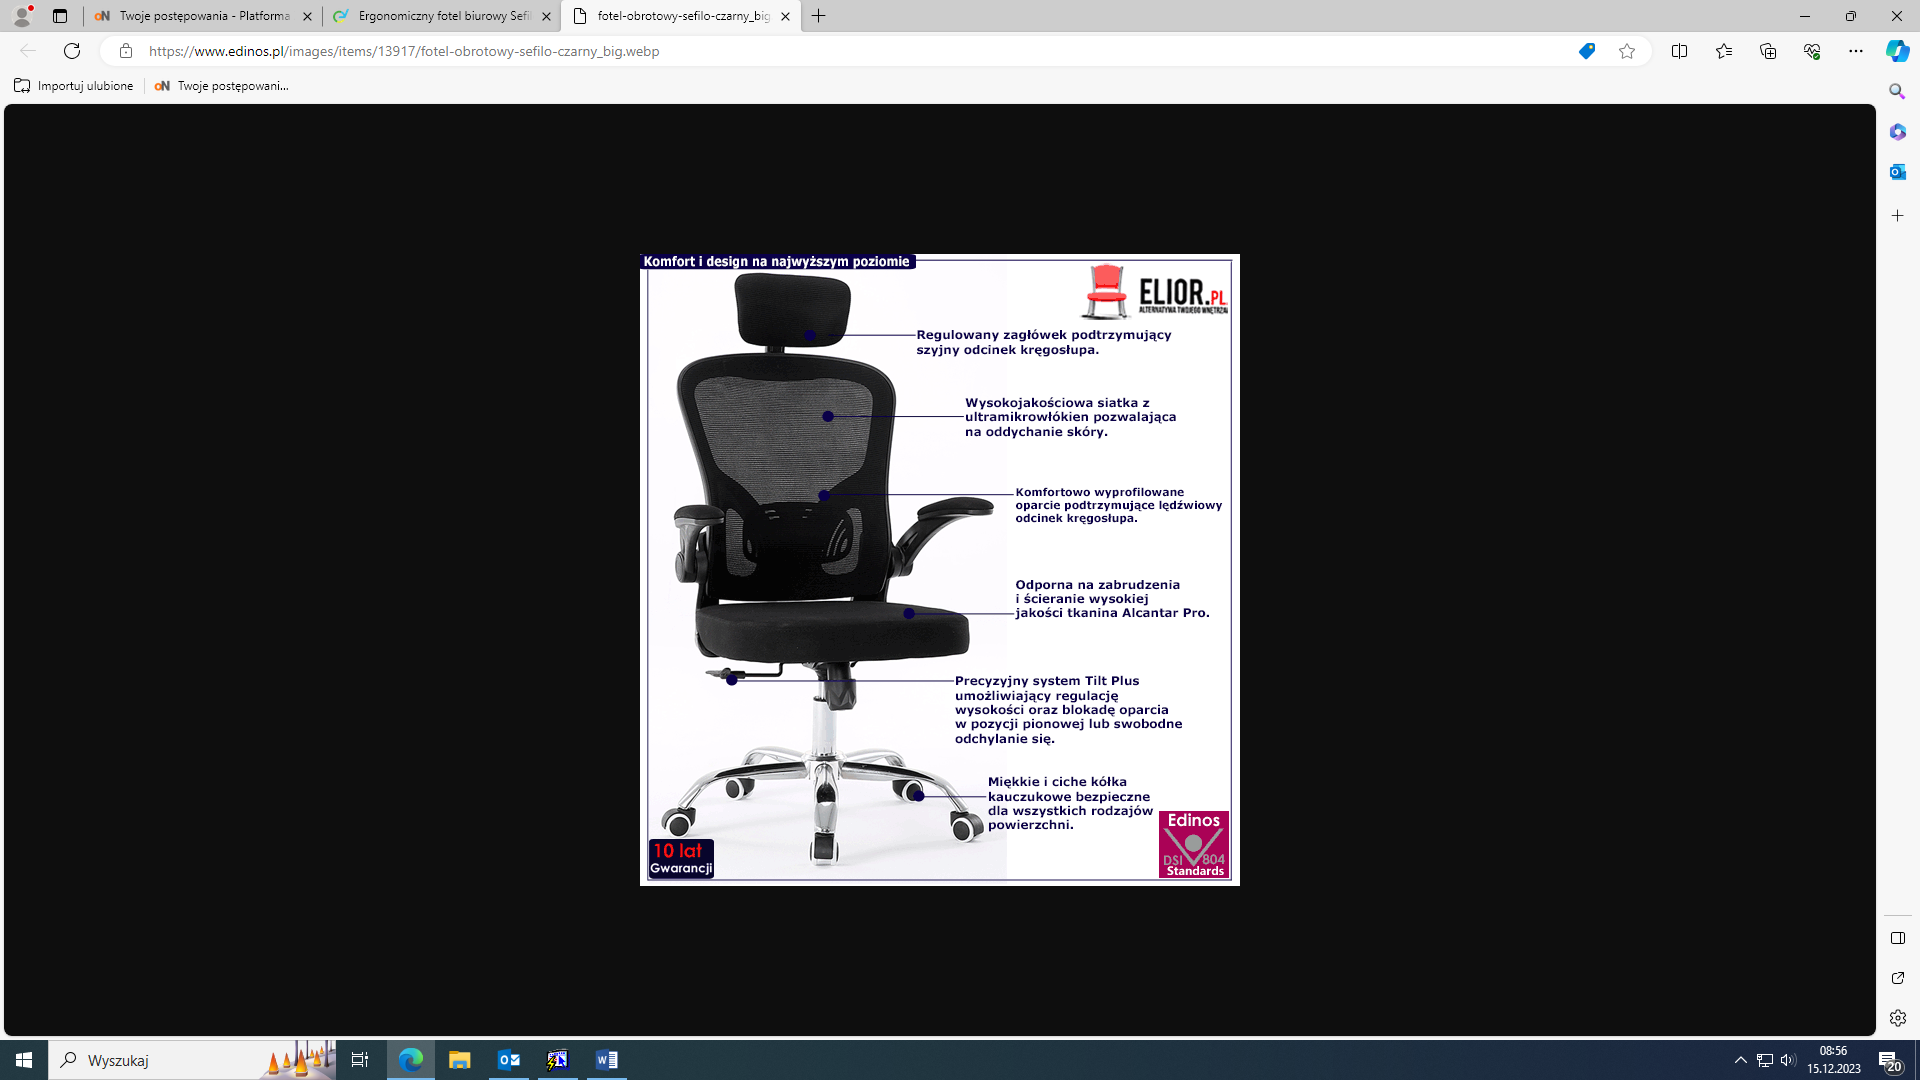 Twoje postępowania - Platforma
Ergonomiczny fotel biurowy Sefil
fotel-obrotowy-sefilo-czarny_big
https://www.edinos.pl/images/items/13917/fotel-obrotowy-sefilo-czarny_big.webp
Importuj ulubione
oN Twoje postępowani...
Komfort i design na najwyższym poziomie
ELIOR.PL
ALTERNATYWA TWOJEGO WNĘTRZA!
Regulowany zagłówek podtrzymujący
szyjny odcinek kręgosłupa.
Wysokojakościowa siatka z
ultramikrowłókien pozwalająca
na oddychanie skóry.
Komfortowo wyprofilowane
oparcie podtrzymujące lędźwiowy
odcinek kręgosłupa.
Odporna na zabrudzenia
i ścieranie wysokiej
jakości tkanina Alcantar Pro.
Precyzyjny system Tilt Plus
umożliwiający regulację
wysokości oraz blokadę oparcia
w pozycji pionowej lub swobodne
odchylanie się.
Miękkie i ciche kółka
kauczukowe bezpieczne
dla wszystkich rodzajów
powierzchni.
10 lat
Gwarancji
Edinos
DSI 804
Standards
Wyszukaj
08:56
15.12.2023
20